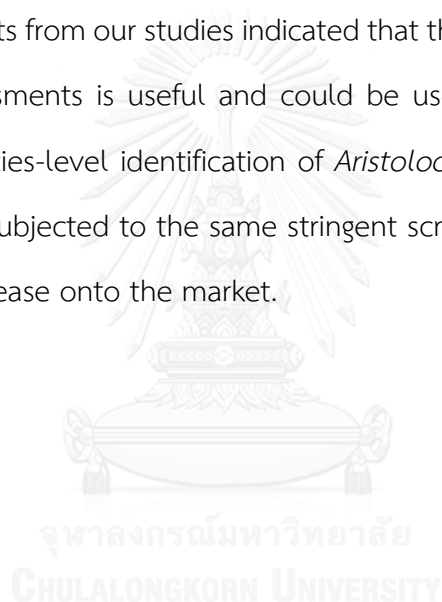 ts from our studies indicated that th
sments is useful and could be us
ies-level identification of Aristoloc
subjected to the same stringent scr
ease onto the market.
จุฬาลงกรณ์มหาวิทยาลัย
CHULALONGKORN UNIVERSITY